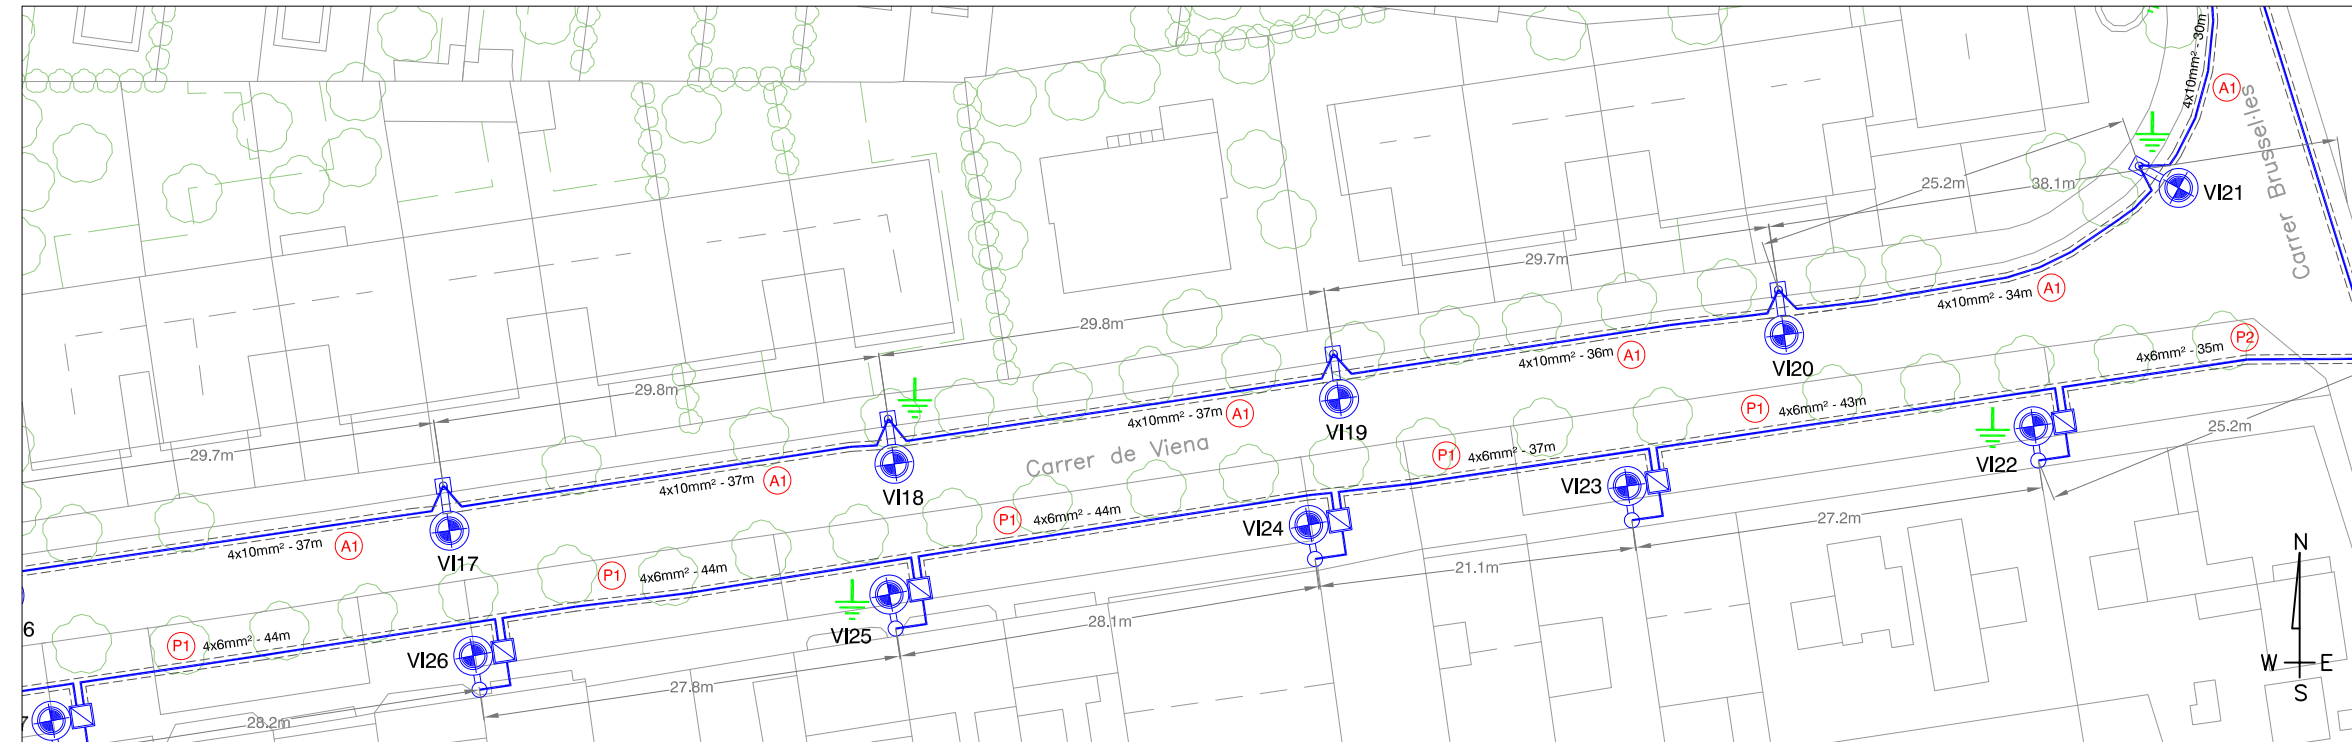 4x10mm² - 30m
A1
Carrer Brussel·les
25.2m
38.1m
VI21
29.7m
4x10mm² - 34m
A1
29.8m
VI20
4x10mm² - 36m
A1
4x6mm² - 35m
P2
29.8m
VI19
4x10mm² - 37m
A1
P1
4x6mm² - 43m
25.2m
29.7m
Carrer de Viena
P1
4x6mm² - 37m
VI22
4x10mm² - 37m
A1
VI18
VI23
27.2m
4x10mm² - 37m
A1
P1
4x6mm² - 44m
VI24
VI17
21.1m
P1
4x6mm² - 44m
28.1m
6
P1
4x6mm² - 44m
VI25
VI26
27.8m
7
28.2m
N
W
E
S